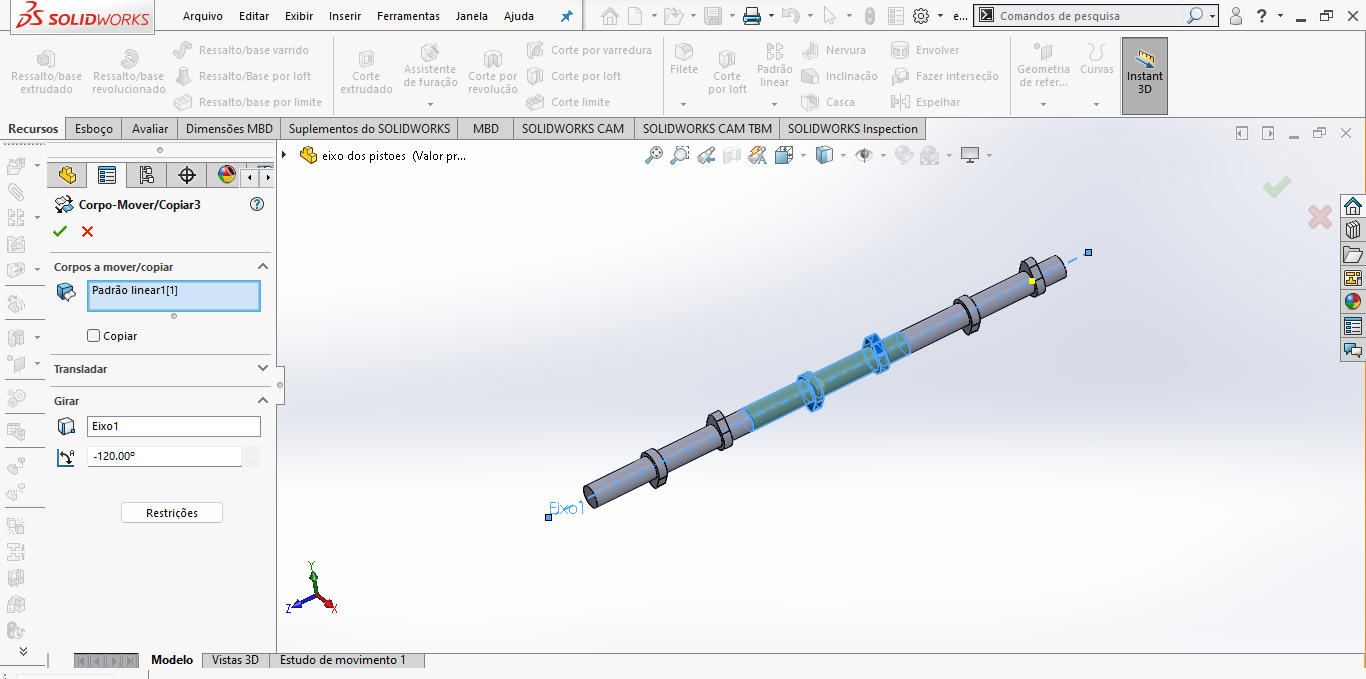 SOLIDWORKS Arquivo Editar Exibir Inserir Ferramentas Janela Ajuda e... Comandos de pesquisa ?
Ressalto/base extrudado
Ressalto/base revolucionado
Ressalto/base varrido
Ressalto/Base por loft
Ressalto/base por limite
Corte extrudado
Assistente de furação
Corte por revolução
Corte por varredura
Corte por loft
Corte limite
Filete
Corte por loft
Padrão linear
Nervura
Inclinação
Casca
Envolver
Fazer interseção
Espelhar
Geometria de refer...
Curvas
Instant 3D
Recursos Esboço Avaliar Dimensões MBD Suplementos do SOLIDWORKS MBD SOLIDWORKS CAM SOLIDWORKS CAM TBM SOLIDWORKS Inspection
eixo dos pistoes (Valor pr...
Corpo-Mover/Copiar3 ?
Corpos a mover/copiar
Padrão linear1[1]
Copiar
Transladar
Girar
Eixo1
-120.00º
Restrições
Eixo1
Y
Z
X
Modelo Vistas 3D Estudo de movimento 1